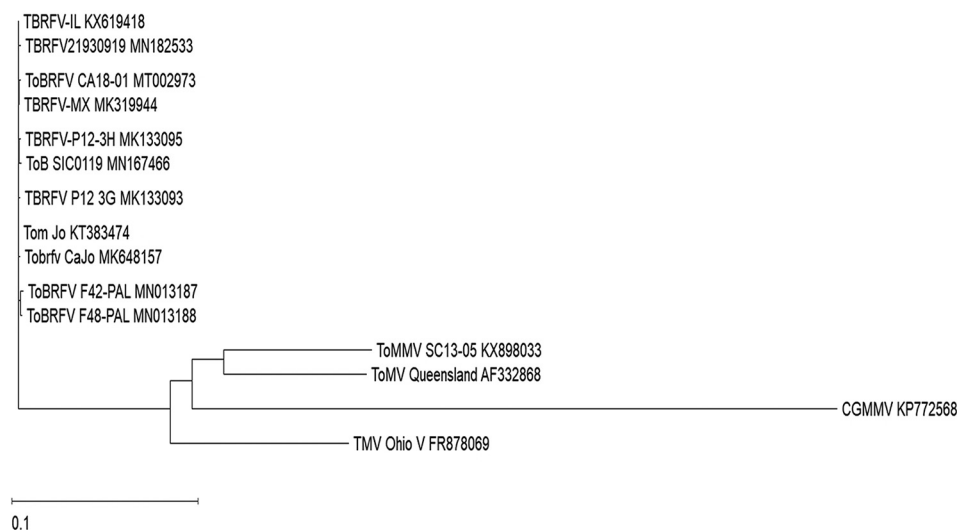 TBRFV-IL KX619418
TBRFV21930919 MN182533
ToBRFV CA18-01 MT002973
TBRFV-MX MK319944
TBRFV-P12-3H MK133095
ToB SIC0119 MN167466
TBRFV P12 3G MK133093
Tom Jo KT383474
Tobrfv CaJo MK648157
ToBRFV F42-PAL MN013187
ToBRFV F48-PAL MN013188
ToMMV SC13-05 KX898033
ToMV Queensland AF332868
CGMMV KP772568
TMV Ohio V FR878069
0.1